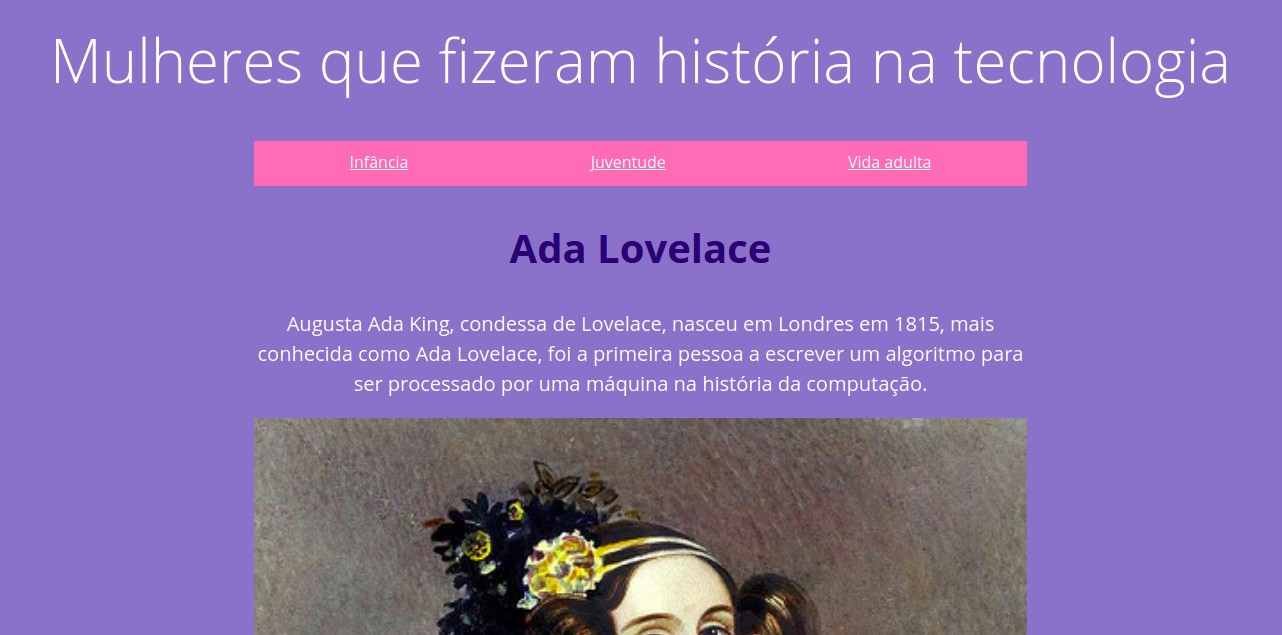 Mulheres que fizeram história na tecnologia
Infância Juventude Vida adulta
Ada Lovelace
Augusta Ada King, condessa de Lovelace, nasceu em Londres em 1815, mais
conhecida como Ada Lovelace, foi a primeira pessoa a escrever um algoritmo para
ser processado por uma máquina na história da computação.